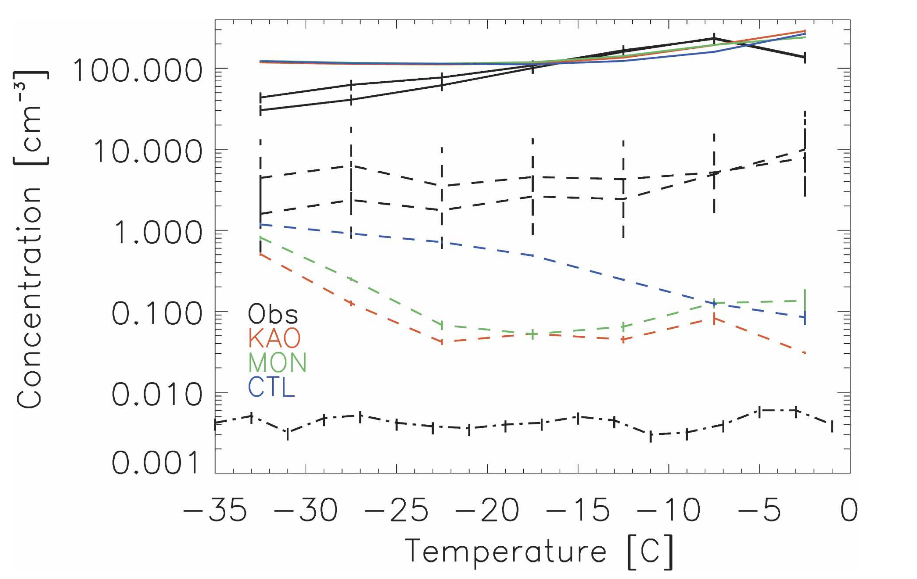 Concentration [cm⁻³]
100.000
10.000
1.000
0.100
0.010
0.001
Obs
KAO
MON
CTL
−35 −30 −25 −20 −15 −10 −5 0
Temperature [C]